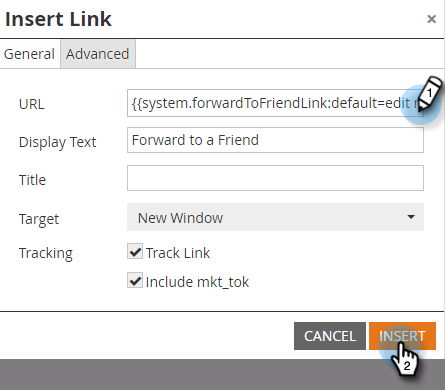 Insert Link ×
General Advanced
URL {{system.forwardToFriendLink:default=edit
1
Display Text Forward to a Friend
Title
Target New Window
Tracking Track Link
Include mkt_tok
CANCEL INSERT
2